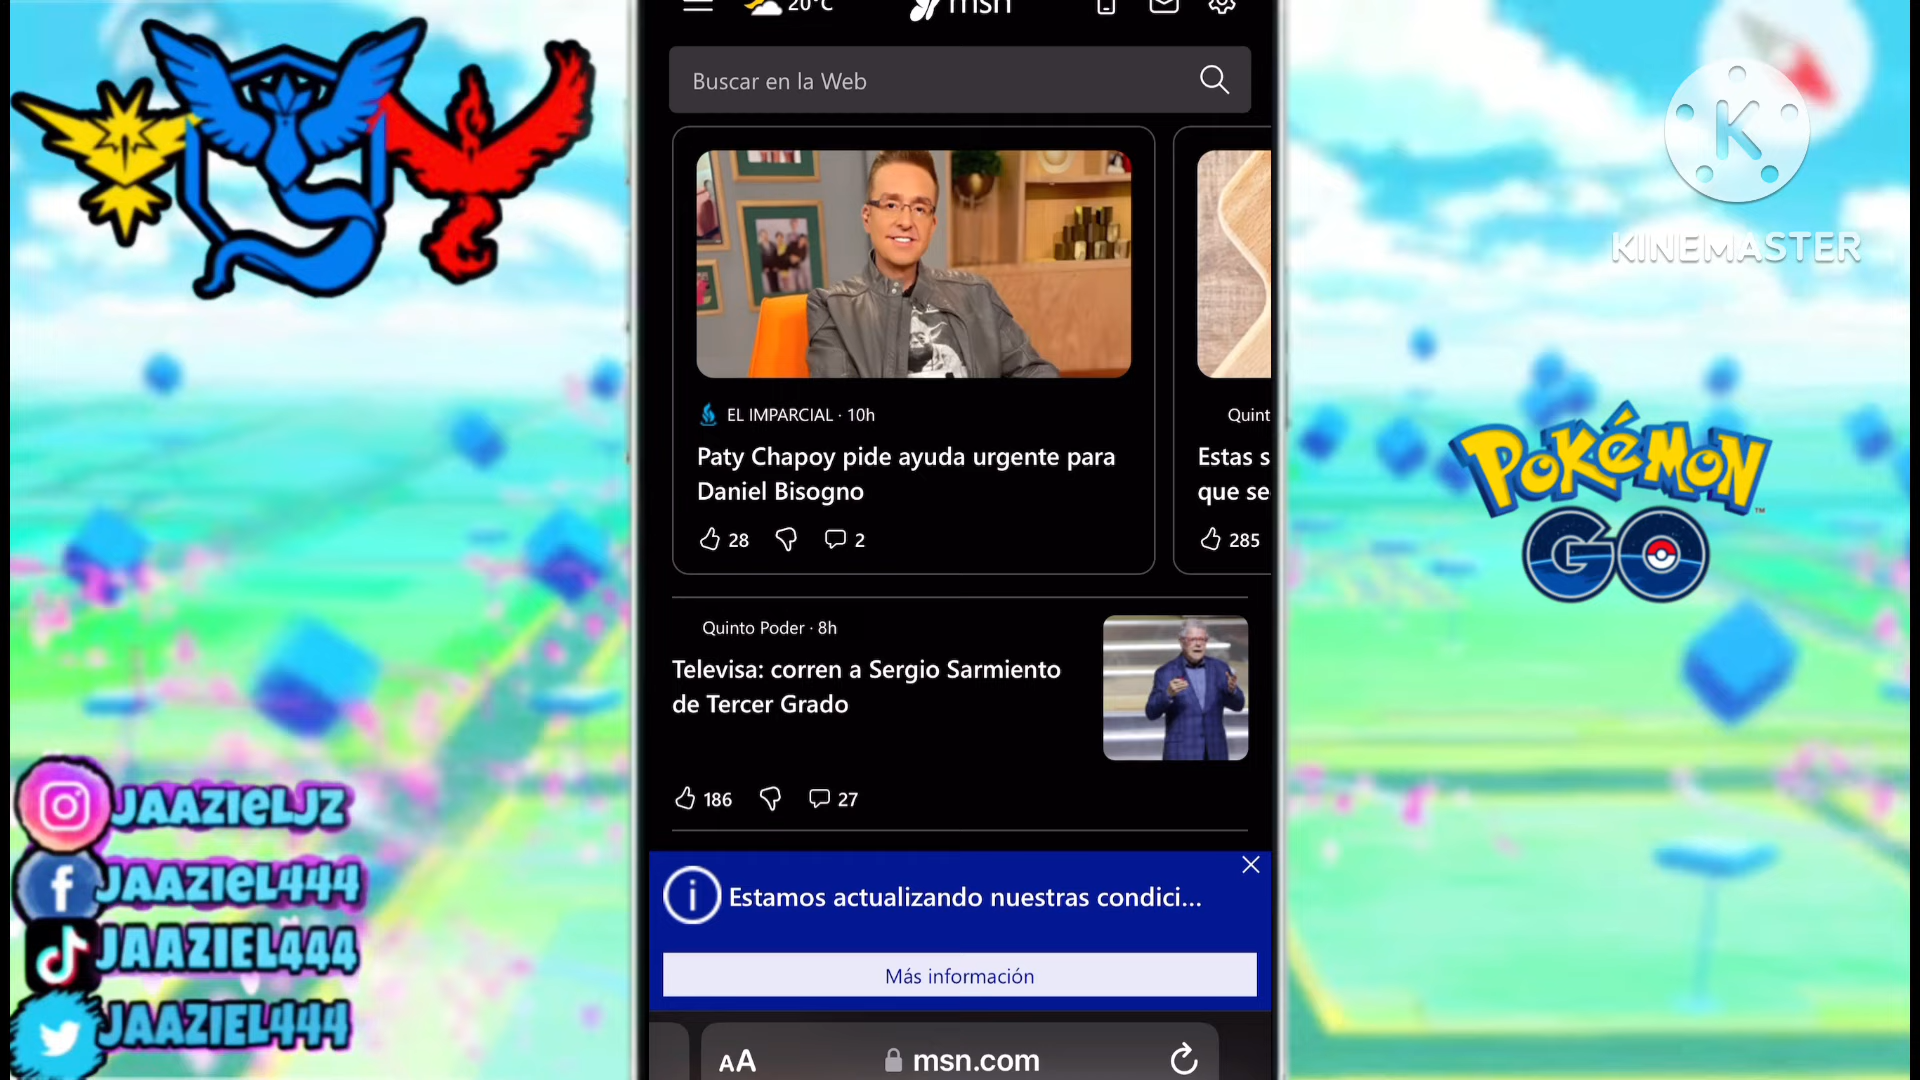 20°C
msn
Buscar en la Web
K
KINEMASTER
EL IMPARCIAL · 10h
Paty Chapoy pide ayuda urgente para
Daniel Bisogno
28
2
Quint
Estas s
que se
285
Quinto Poder · 8h
Televisa: corren a Sergio Sarmiento
de Tercer Grado
186
27
Estamos actualizando nuestras condici...
Más información
AA
msn.com
POKéMON
TM
GO
JAAZIELJZ
JAAZIEL444
JAAZIEL444
JAAZIEL444